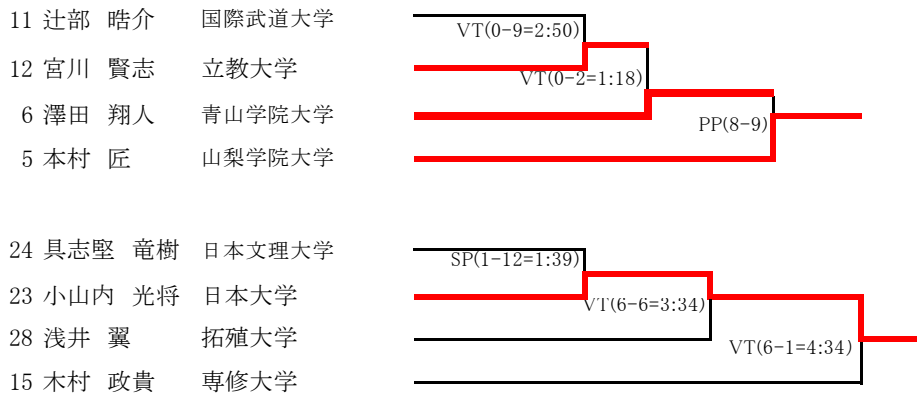 11 辻部 晧介 国際武道大学
VT(0-9=2:50)
12 宮川 賢志 立教大学
VT(0-2=1:18)
6 澤田 翔人 青山学院大学
PP(8-9)
5 本村 匠 山梨学院大学
24 具志堅 竜樹 日本文理大学
SP(1-12=1:39)
23 小山内 光将 日本大学
VT(6-6=3:34)
28 浅井 翼 拓殖大学
VT(6-1=4:34)
15 木村 政貴 専修大学